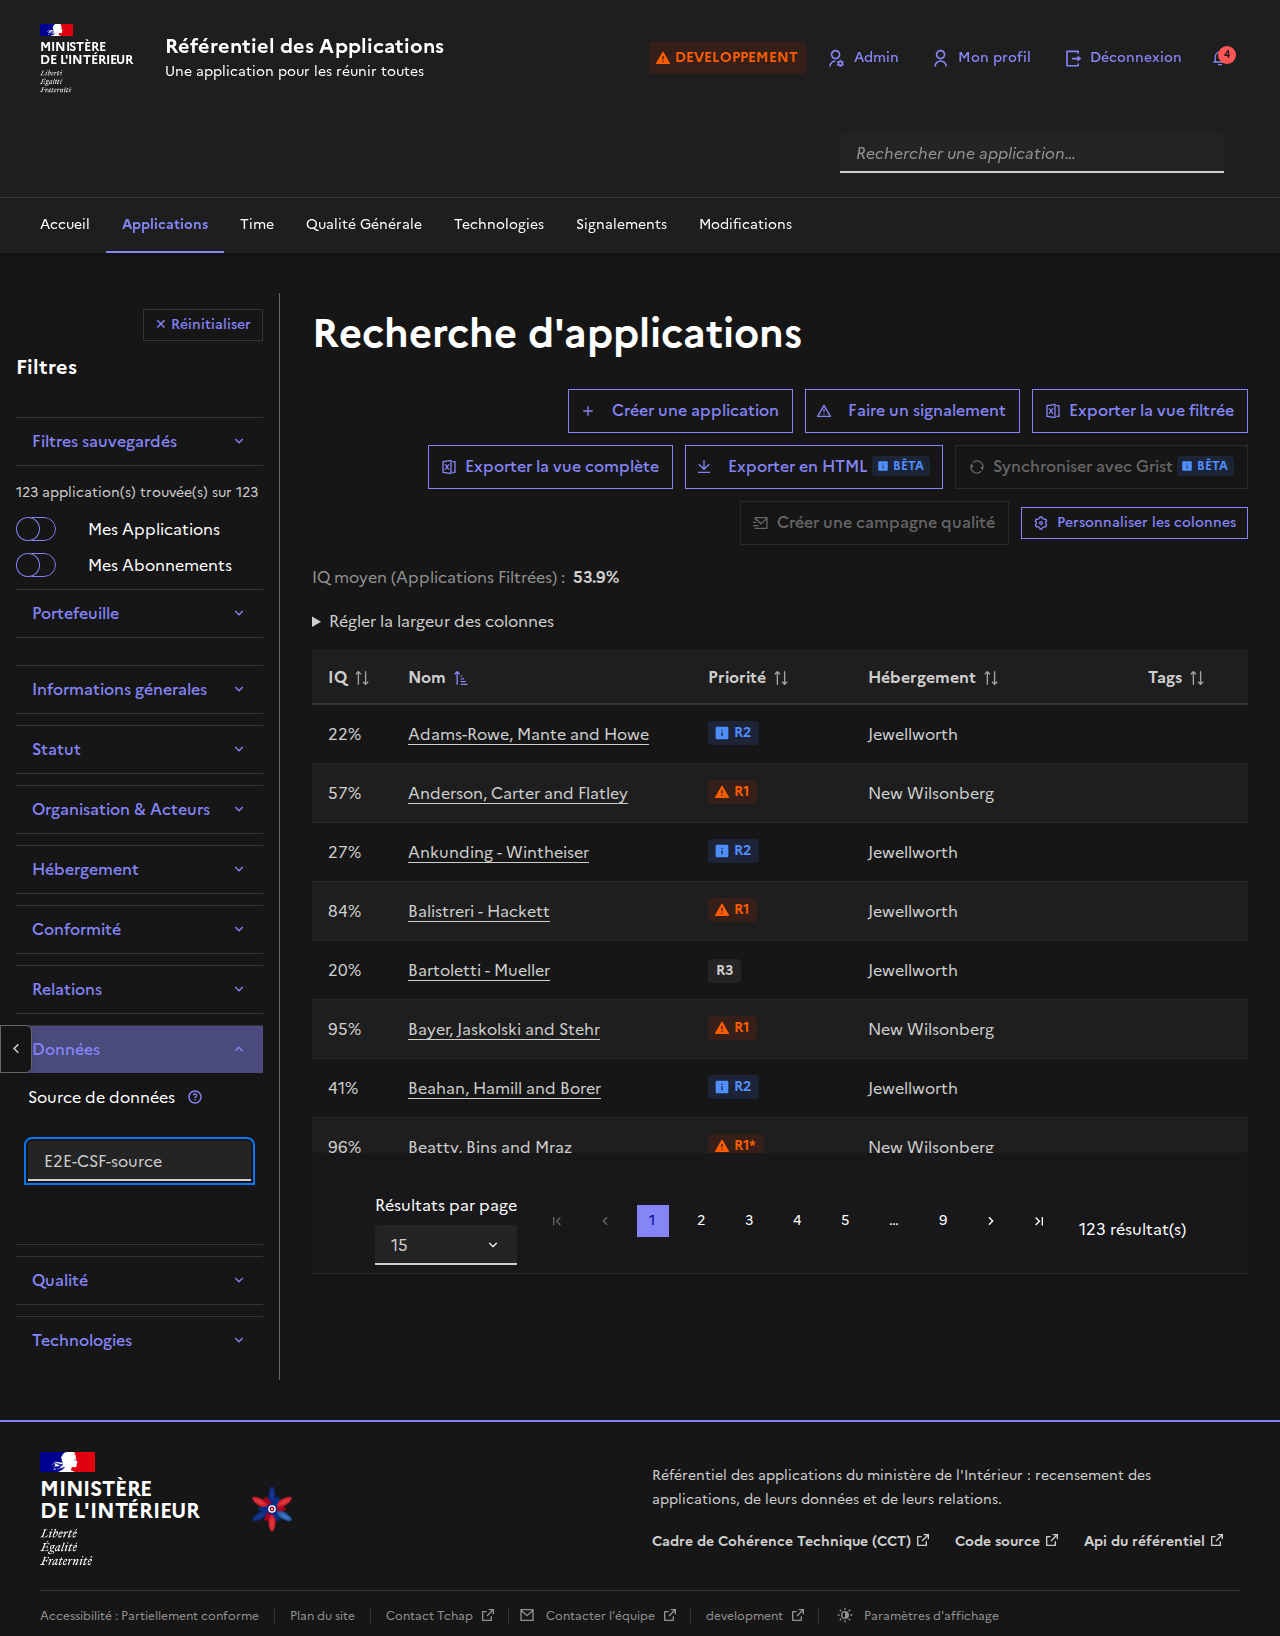 MINISTÈRE
DE L'INTÉRIEUR
Liberté
Égalité
Fraternité
Référentiel des Applications
Une application pour les réunir toutes
DEVELOPPEMENT
Admin
Mon profil
Déconnexion
4
Rechercher une application...
Accueil
Applications
Time
Qualité Générale
Technologies
Signalements
Modifications
Réinitialiser
Filtres
Filtres sauvegardés
123 application(s) trouvée(s) sur 123
Mes Applications
Mes Abonnements
Portefeuille
Informations génerales
Statut
Organisation & Acteurs
Hébergement
Conformité
Relations
Données
Source de données
E2E-CSF-source
Qualité
Technologies
Recherche d'applications
Créer une application
Faire un signalement
Exporter la vue filtrée
Exporter la vue complète
Exporter en HTML BÊTA
Synchroniser avec Grist BÊTA
Créer une campagne qualité
Personnaliser les colonnes
IQ moyen (Applications Filtrées) : 53.9%
Régler la largeur des colonnes
IQ Nom Priorité Hébergement Tags
22% Adams-Rowe, Mante and Howe R2 Jewellworth
57% Anderson, Carter and Flatley R1 New Wilsonberg
27% Ankunding - Wintheiser R2 Jewellworth
84% Balistreri - Hackett R1 Jewellworth
20% Bartoletti - Mueller R3 Jewellworth
95% Bayer, Jaskolski and Stehr R1 New Wilsonberg
41% Beahan, Hamill and Borer R2 Jewellworth
96% Beatty, Bins and Mraz R1* New Wilsonberg
Résultats par page
15
1 2 3 4 5 … 9
123 résultat(s)
MINISTÈRE
DE L'INTÉRIEUR
Liberté
Égalité
Fraternité
Référentiel des applications du ministère de l'Intérieur : recensement des
applications, de leurs données et de leurs relations.
Cadre de Cohérence Technique (CCT)
Code source
Api du référentiel
Accessibilité : Partiellement conforme
Plan du site
Contact Tchap
Contacter l'équipe
development
Paramètres d'affichage